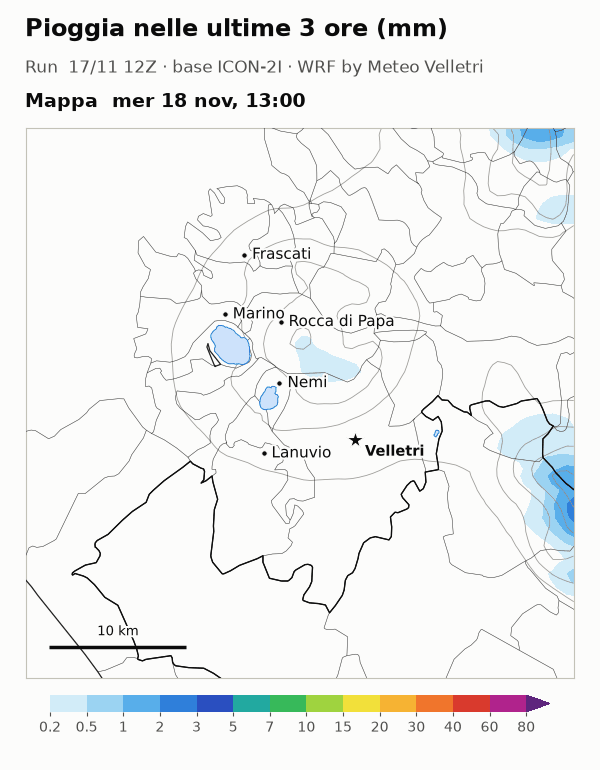 Pioggia nelle ultime 3 ore (mm)
Run  17/11 12Z · base ICON-2I · WRF by Meteo Velletri
Mappa  mer 18 nov, 13:00
Frascati
Marino
Rocca di Papa
Nemi
Velletri
Lanuvio
10 km
0.2 0.5 1 2 3 5 7 10 15 20 30 40 60 80